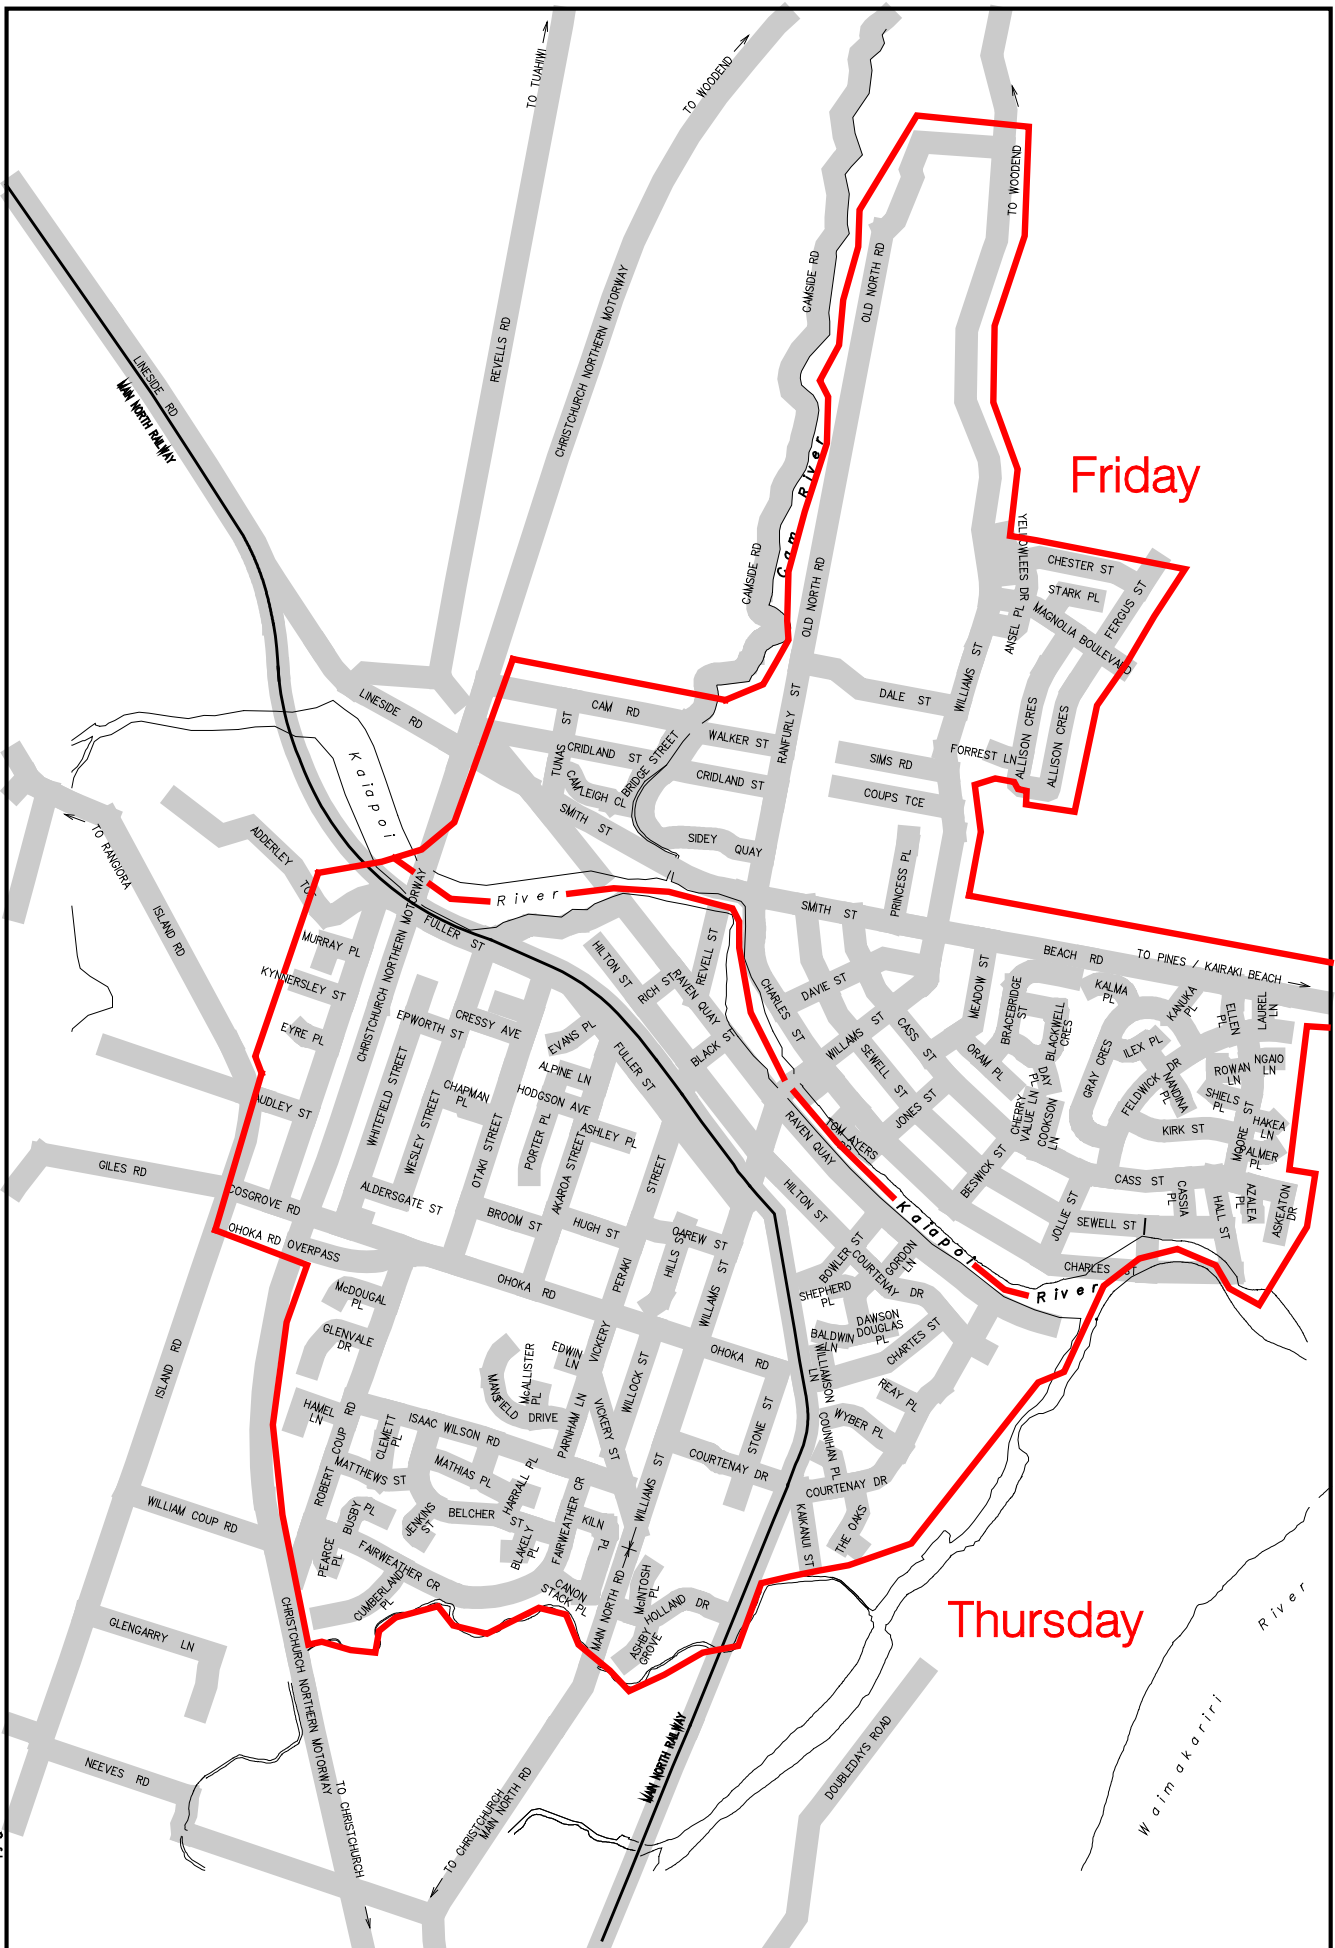 TO TUAHIWI
TO WOODEND
TO WOODEND
LINESIDE RD
MAIN NORTH RAILWAY
REVELLS RD
CHRISTCHURCH NORTHERN MOTORWAY
CAMSIDE RD
OLD NORTH RD
Cam River
Friday
CAMSIDE RD
OLD NORTH RD
YELLOWLEES DR
CHESTER ST
STARK PL
ANSEL PL
MAGNOLIA BOULEVARD
FERGUS ST
LINESIDE RD
CAM RD
TUNAS ST
CRIDLAND ST
CAMLEIGH CL
BRIDGE STREET
SMITH ST
WALKER ST
CRIDLAND ST
RANFURLY ST
DALE ST
WILLIAMS ST
SIMS RD
FORREST LN
ALLISON CRES
ALLISON CRES
COUPS TCE
SIDEY QUAY
PRINCESS PL
Kaiapoi
River
TO RANGIORA
ISLAND RD
ADDERLEY TCE
MURRAY PL
KYNNERSLEY ST
EYRE PL
AUDLEY ST
FULLER ST
CHRISTCHURCH NORTHERN MOTORWAY
SMITH ST
BEACH RD
TO PINES / KAIRAKI BEACH
HILTON ST
RICH ST
RAVEN QUAY
REVELL ST
BLACK ST
CHARLES ST
DAVIE ST
WILLAMS ST
SEWELL ST
CASS ST
JONES ST
MEADOW ST
BRACEBRIDGE ST
BLACKWELL CRES
ORAM PL
DAY PL
CHERRY LN
VALUE LN
COOKSON LN
KALMA PL
KANUKA PL
ELLEN PL
LAUREL LN
GRAY CRES
ILEX PL
FELDWICK DR
NANDINA PL
ROWAN LN
NGAIO LN
SHIELS PL
KIRK ST
MOORE ST
HAKEA LN
PALMER PL
CRESSY AVE
EPWORTH ST
EVANS PL
ALPINE LN
FULLER ST
WHITEFIELD STREET
WESLEY STREET
CHAPMAN PL
HODGSON AVE
OTAKI STREET
PORTER PL
AKAROA STREET
ASHLEY PL
TOM AYERS
RAVEN QUAY
BESWICK ST
CASS ST
CASSIA PL
HALL ST
AZALEA PL
ASKEATON DR
JOLLIE ST
SEWELL ST
CHARLES ST
GILES RD
COSGROVE RD
OHOKA RD OVERPASS
ALDERSGATE ST
BROOM ST
HUGH ST
PERAKI STREET
CAREW ST
HILLS ST
WILLAMS ST
HILTON ST
Kaiapoi
River
BOWLER ST
COURTENAY DR
GORDON LN
SHEPHERD PL
McDOUGAL PL
OHOKA RD
GLENVALE DR
EDWIN LN
VICKERY
OHOKA RD
BALDWIN LN
DAWSON
DOUGLAS PL
CHARTES ST
ISLAND RD
McALLISTER PL
MANSFIELD DRIVE
WILLOCK ST
WILLIAMSON LN
REAY PL
HAMEL LN
ROBERT COUP RD
CLEMETT PL
ISAAC WILSON RD
PARNHAM LN
VICKERY ST
STONE ST
COUNIHAN PL
WYBER PL
MATTHEWS ST
MATHIAS PL
HARRALL PL
COURTENAY DR
COURTENAY DR
WILLIAM COUP RD
BUSBY PL
JENKINS ST
BELCHER ST
BLAKELY PL
FAIRWEATHER CR
KILN PL
WILLIAMS ST
KAIKANUI ST
THE OAKS
PEARCE PL
FAIRWEATHER CR
CUMBERLAND PL
CANON STACK PL
MAIN NORTH RD
McINTOSH PL
HOLLAND DR
ASHBY GROVE
Thursday
GLENGARRY LN
CHRISTCHURCH NORTHERN MOTORWAY
NEEVES RD
TO CHRISTCHURCH
TO CHRISTCHURCH
MAIN NORTH RD
MAIN NORTH RAILWAY
DOUBLEDAYS ROAD
Waimakariri
River